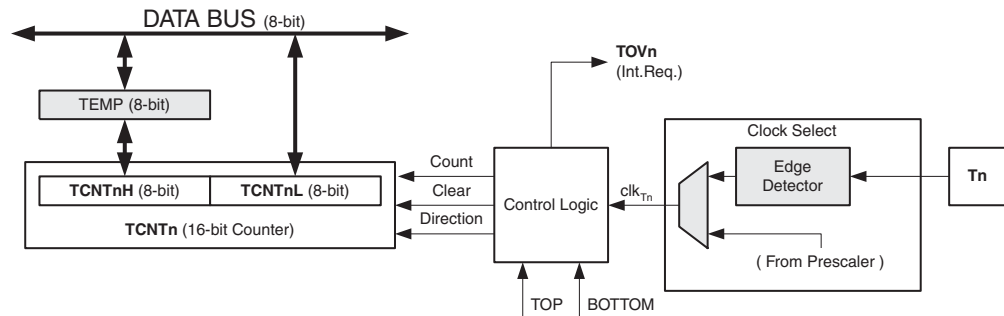 DATA BUS (8-bit)
TOVn
(Int.Req.)
TEMP (8-bit)
Clock Select
Count
TCNTnH (8-bit)
TCNTnL (8-bit)
Clear
Control Logic
clkTn
Edge
Detector
Tn
TCNTn (16-bit Counter)
Direction
( From Prescaler )
TOP
BOTTOM